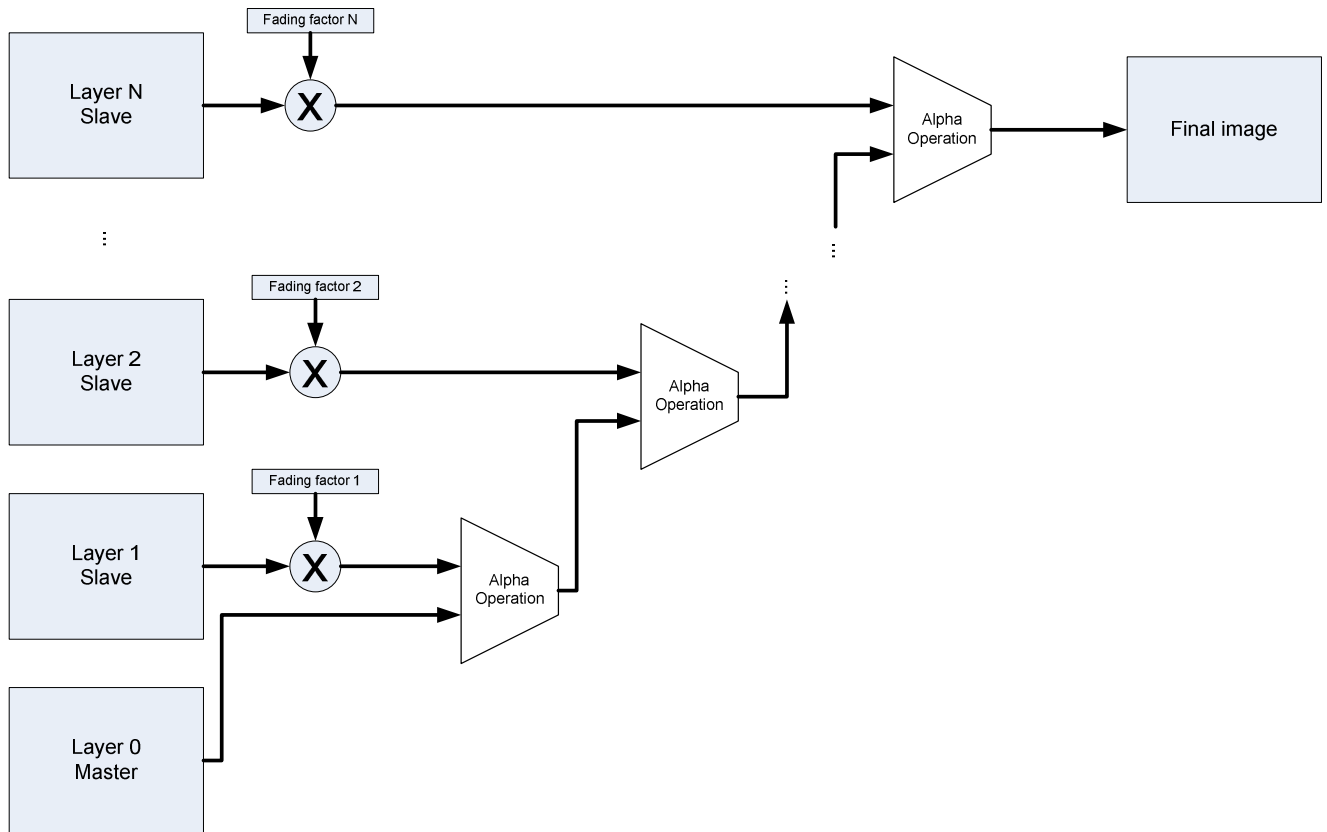 Fading factor N
Layer N
Slave
X
Alpha
Operation
Final image
...
...
...
Fading factor 2
Layer 2
Slave
X
Alpha
Operation
Fading factor 1
Layer 1
Slave
X
Alpha
Operation
Layer 0
Master